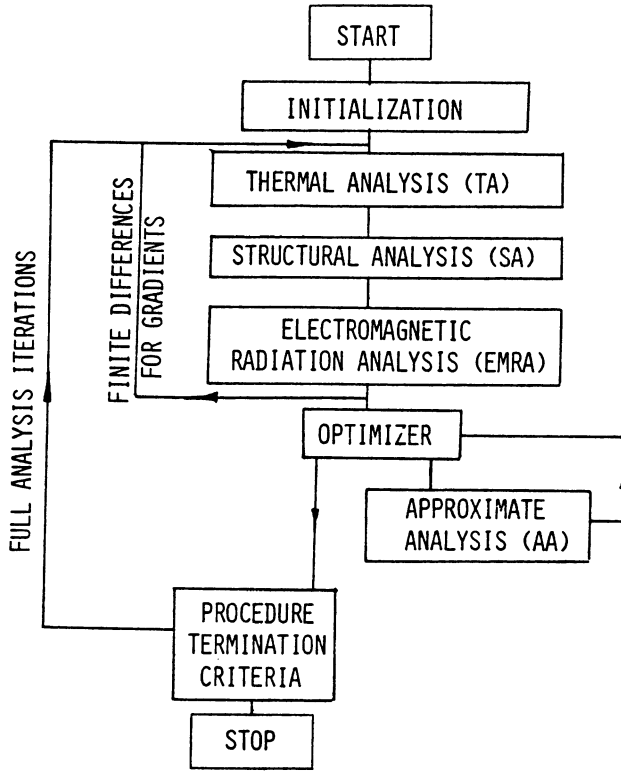 START
INITIALIZATION
THERMAL ANALYSIS (TA)
STRUCTURAL ANALYSIS (SA)
ELECTROMAGNETIC
RADIATION ANALYSIS (EMRA)
FINITE DIFFERENCES
FOR GRADIENTS
FULL ANALYSIS ITERATIONS
OPTIMIZER
APPROXIMATE
ANALYSIS (AA)
PROCEDURE
TERMINATION
CRITERIA
STOP